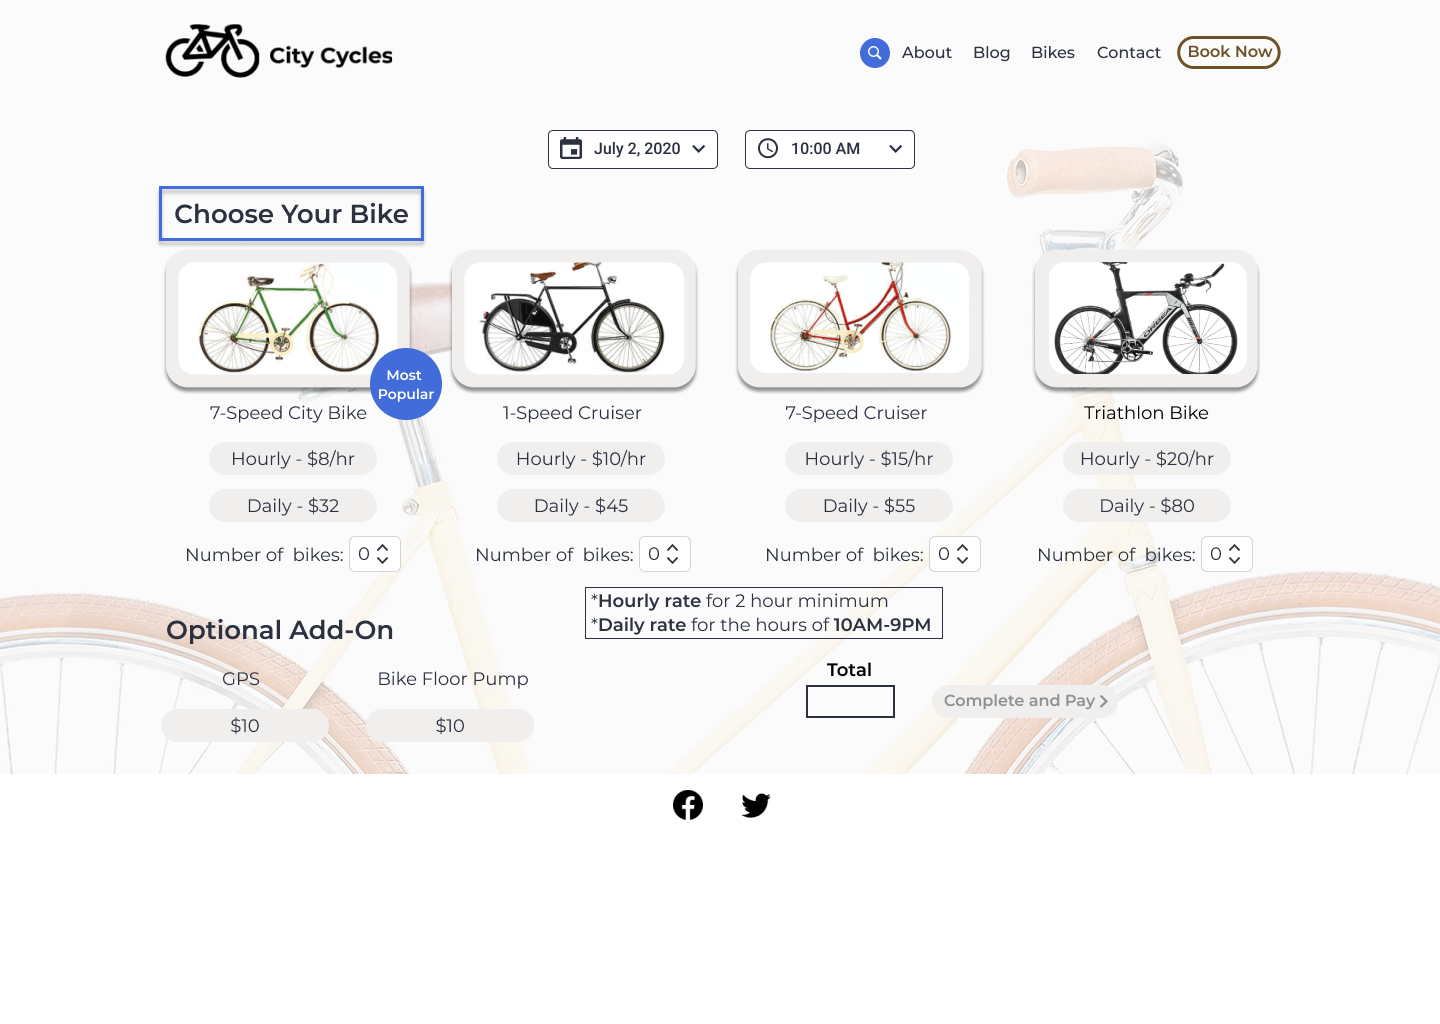 City Cycles
About
Blog
Bikes
Contact
Book Now
July 2, 2020
10:00 AM
Choose Your Bike
Most
Popular
7-Speed City Bike
1-Speed Cruiser
7-Speed Cruiser
Triathlon Bike
Hourly - $8/hr
Hourly - $10/hr
Hourly - $15/hr
Hourly - $20/hr
Daily - $32
Daily - $45
Daily - $55
Daily - $80
Number of bikes: 0
Number of bikes: 0
Number of bikes: 0
Number of bikes: 0
*Hourly rate for 2 hour minimum
*Daily rate for the hours of 10AM-9PM
Optional Add-On
GPS
Bike Floor Pump
$10
$10
Total
Complete and Pay